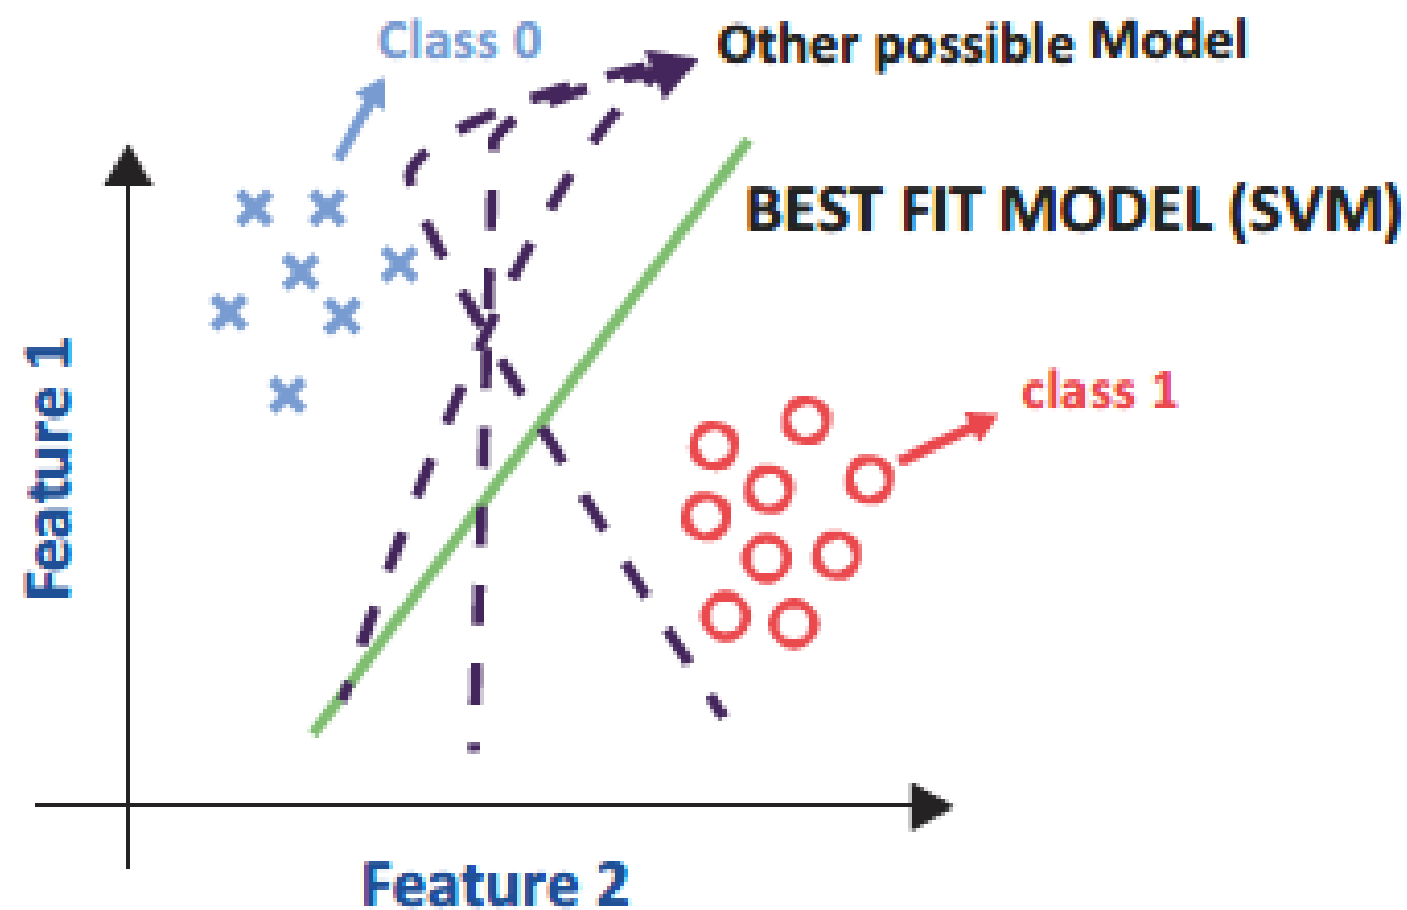 Class 0
Other possible Model
BEST FIT MODEL (SVM)
class 1
Feature 1
Feature 2